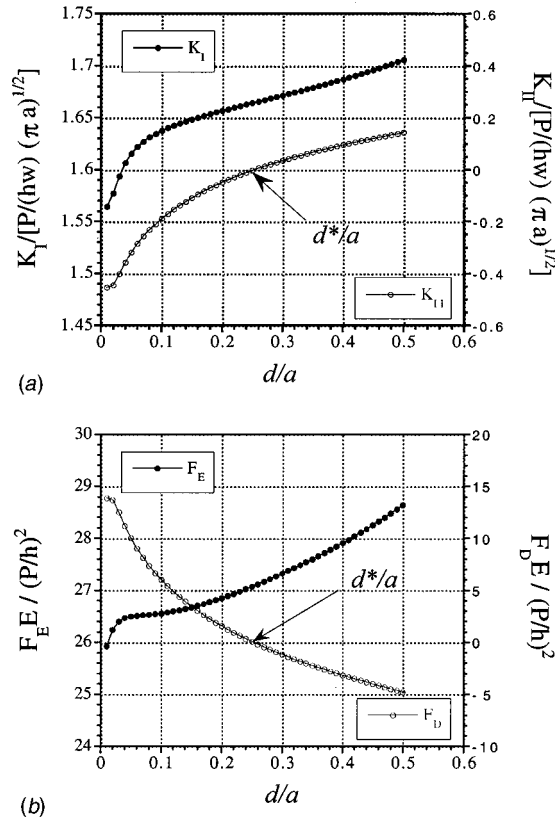 1.75
1.7
1.65
1.6
1.55
1.5
1.45
K_I/[P/(hw) (π a)^{1/2}]
K_I
0.6
0.4
0.2
0
-0.2
-0.4
-0.6
K_{II}/[P/(hw) (π a)^{1/2}]
d*/a
K_{II}
0 0.1 0.2 0.3 0.4 0.5 0.6
(a) d/a
30
29
28
27
26
25
24
F_E E / (P/h)^2
F_E
20
15
10
5
0
-5
-10
F_D E / (P/h)^2
d*/a
F_D
0 0.1 0.2 0.3 0.4 0.5 0.6
d/a
(b)